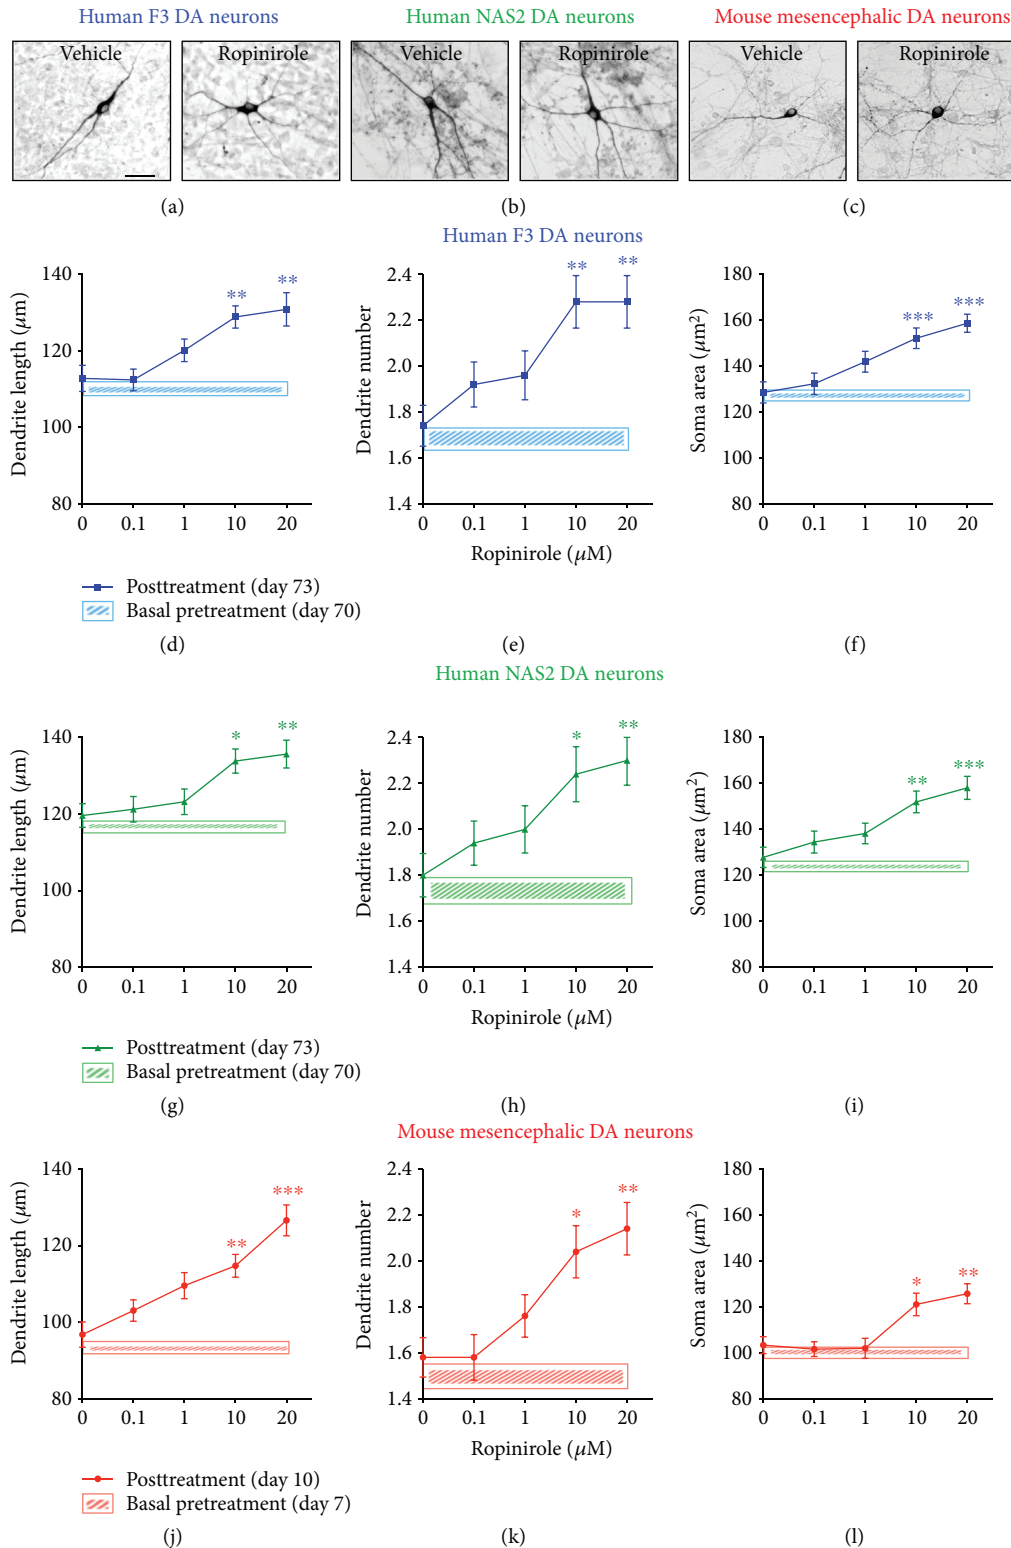 Human F3 DA neurons
Human NAS2 DA neurons
Mouse mesencephalic DA neurons
Vehicle
Ropinirole
Vehicle
Ropinirole
Vehicle
Ropinirole
(a)
(b)
(c)
Human F3 DA neurons
Dendrite length (μm)
140
120
100
80
** **
0 0.1 1 10 20
Dendrite number
2.4
2.2
2.0
1.8
1.6
1.4
** **
0 0.1 1 10 20
Ropinirole (μM)
Soma area (μm²)
180
160
140
120
100
80
*** ***
0 0.1 1 10 20
Posttreatment (day 73)
Basal pretreatment (day 70)
(d)
(e)
(f)
Human NAS2 DA neurons
Dendrite length (μm)
140
120
100
80
* **
0 0.1 1 10 20
Dendrite number
2.4
2.2
2.0
1.8
1.6
1.4
* **
0 0.1 1 10 20
Ropinirole (μM)
Soma area (μm²)
180
160
140
120
100
80
** ***
0 0.1 1 10 20
Posttreatment (day 73)
Basal pretreatment (day 70)
(g)
(h)
(i)
Mouse mesencephalic DA neurons
Dendrite length (μm)
140
120
100
80
** ***
0 0.1 1 10 20
Dendrite number
2.4
2.2
2.0
1.8
1.6
1.4
* **
0 0.1 1 10 20
Ropinirole (μM)
Soma area (μm²)
180
160
140
120
100
80
* **
0 0.1 1 10 20
Posttreatment (day 10)
Basal pretreatment (day 7)
(j)
(k)
(l)